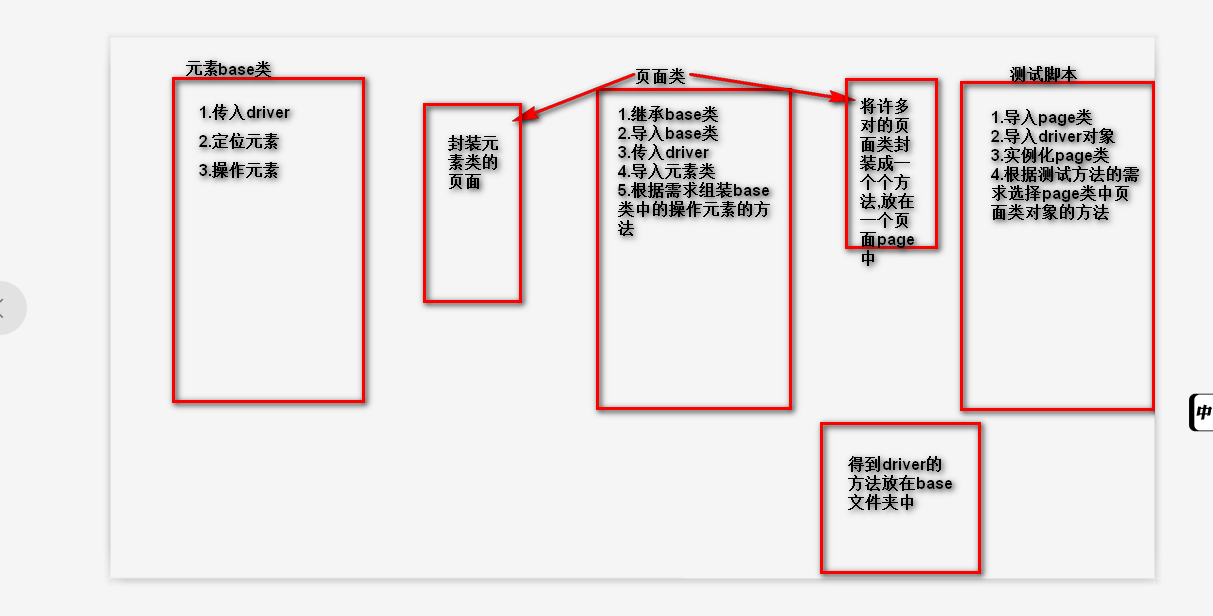 元素base类
1.传入driver
2.定位元素
3.操作元素
封装元
素类的
页面
页面类
1.继承base类
2.导入base类
3.传入driver
4.导入元素类
5.根据需求组装base
类中的操作元素的方
法
将许多
对的页
面类封
装成一
个个方
法,放在
一个页
面page
中
测试脚本
1.导入page类
2.导入driver对象
3.实例化page类
4.根据测试方法的需
求选择page类中页
面类对象的方法
得到driver的
方法放在base
文件夹中
中